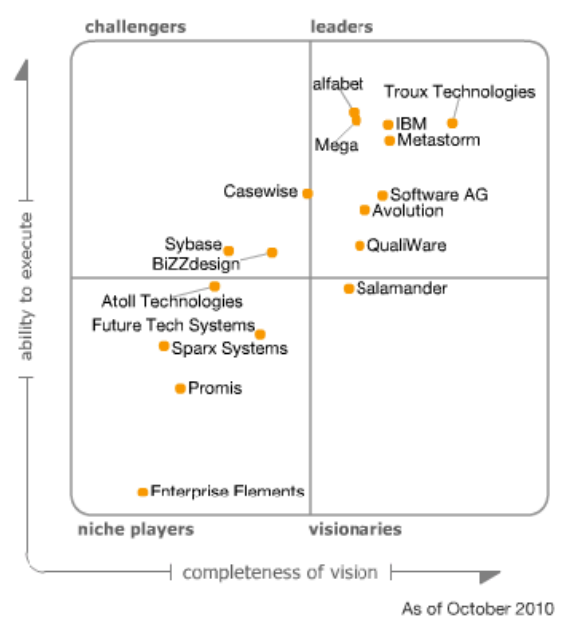 challengers
leaders
alfabet
Troux Technologies
IBM
Mega
Metastorm
Casewise
Software AG
Avolution
Sybase
QualiWare
BiZZdesign
Salamander
Atoll Technologies
Future Tech Systems
Sparx Systems
Promis
Enterprise Elements
niche players
visionaries
ability to execute
completeness of vision
As of October 2010